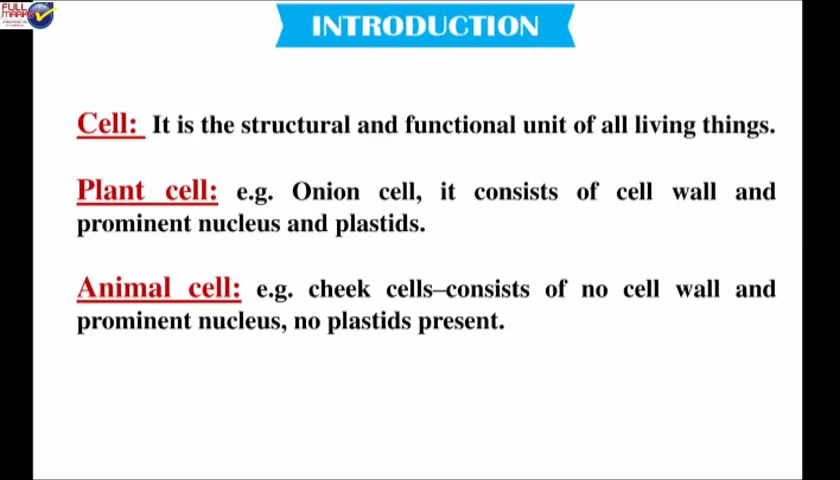 FULL
MARKS
INTRODUCTION
Cell: It is the structural and functional unit of all living things.
Plant cell: e.g. Onion cell, it consists of cell wall and
prominent nucleus and plastids.
Animal cell: e.g. cheek cells–consists of no cell wall and
prominent nucleus, no plastids present.